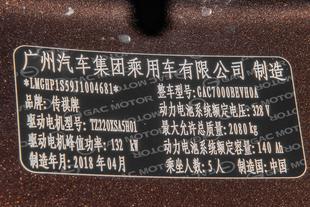 广州汽车集团乘用车有限公司 制造
*LMGHP1S59J1004681* 整车型号：GAC7000BEVH0A
品牌：传祺牌 动力电池系统额定电压：328 V
驱动电机型号：TZ220XSA5H01 最大允许总质量：2080 kg
驱动电机峰值功率：132 kW 动力电池系统额定容量：140 Ah
制造年月：2018 年 04月 乘坐人数：5人 制造国：中国